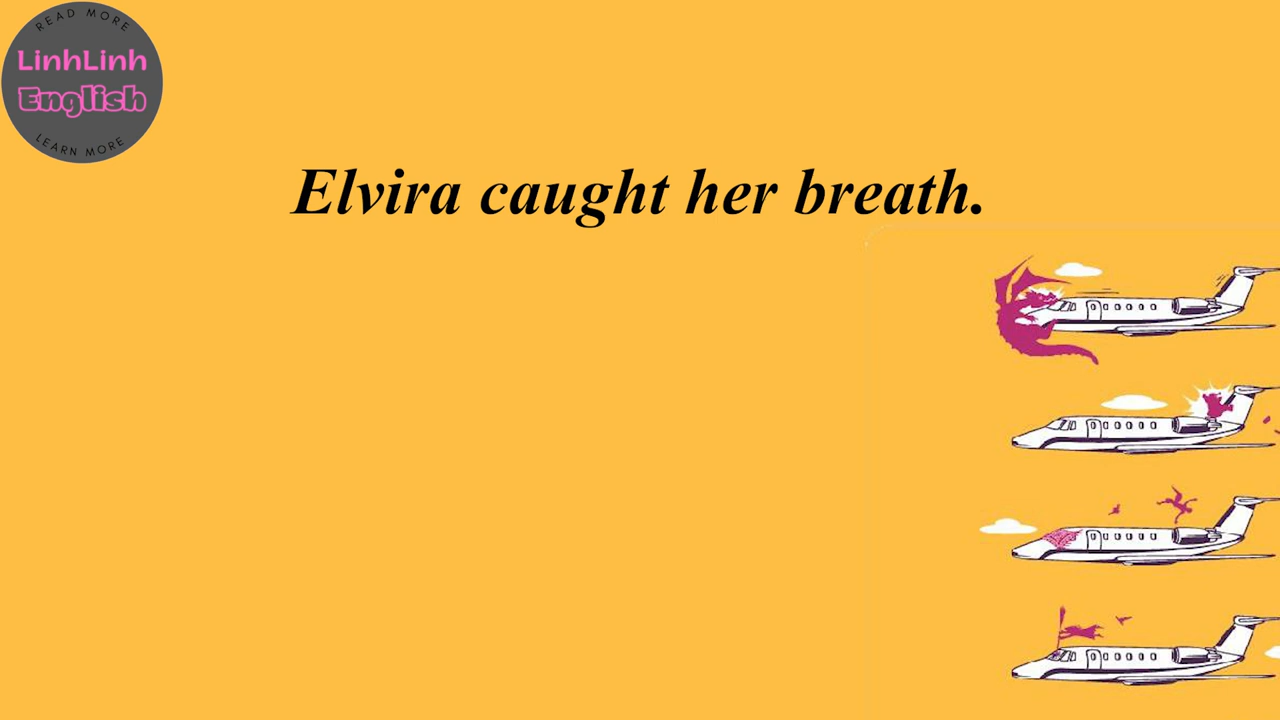 READ MORE
LinhLinh
English
LEARN MORE
Elvira caught her breath.